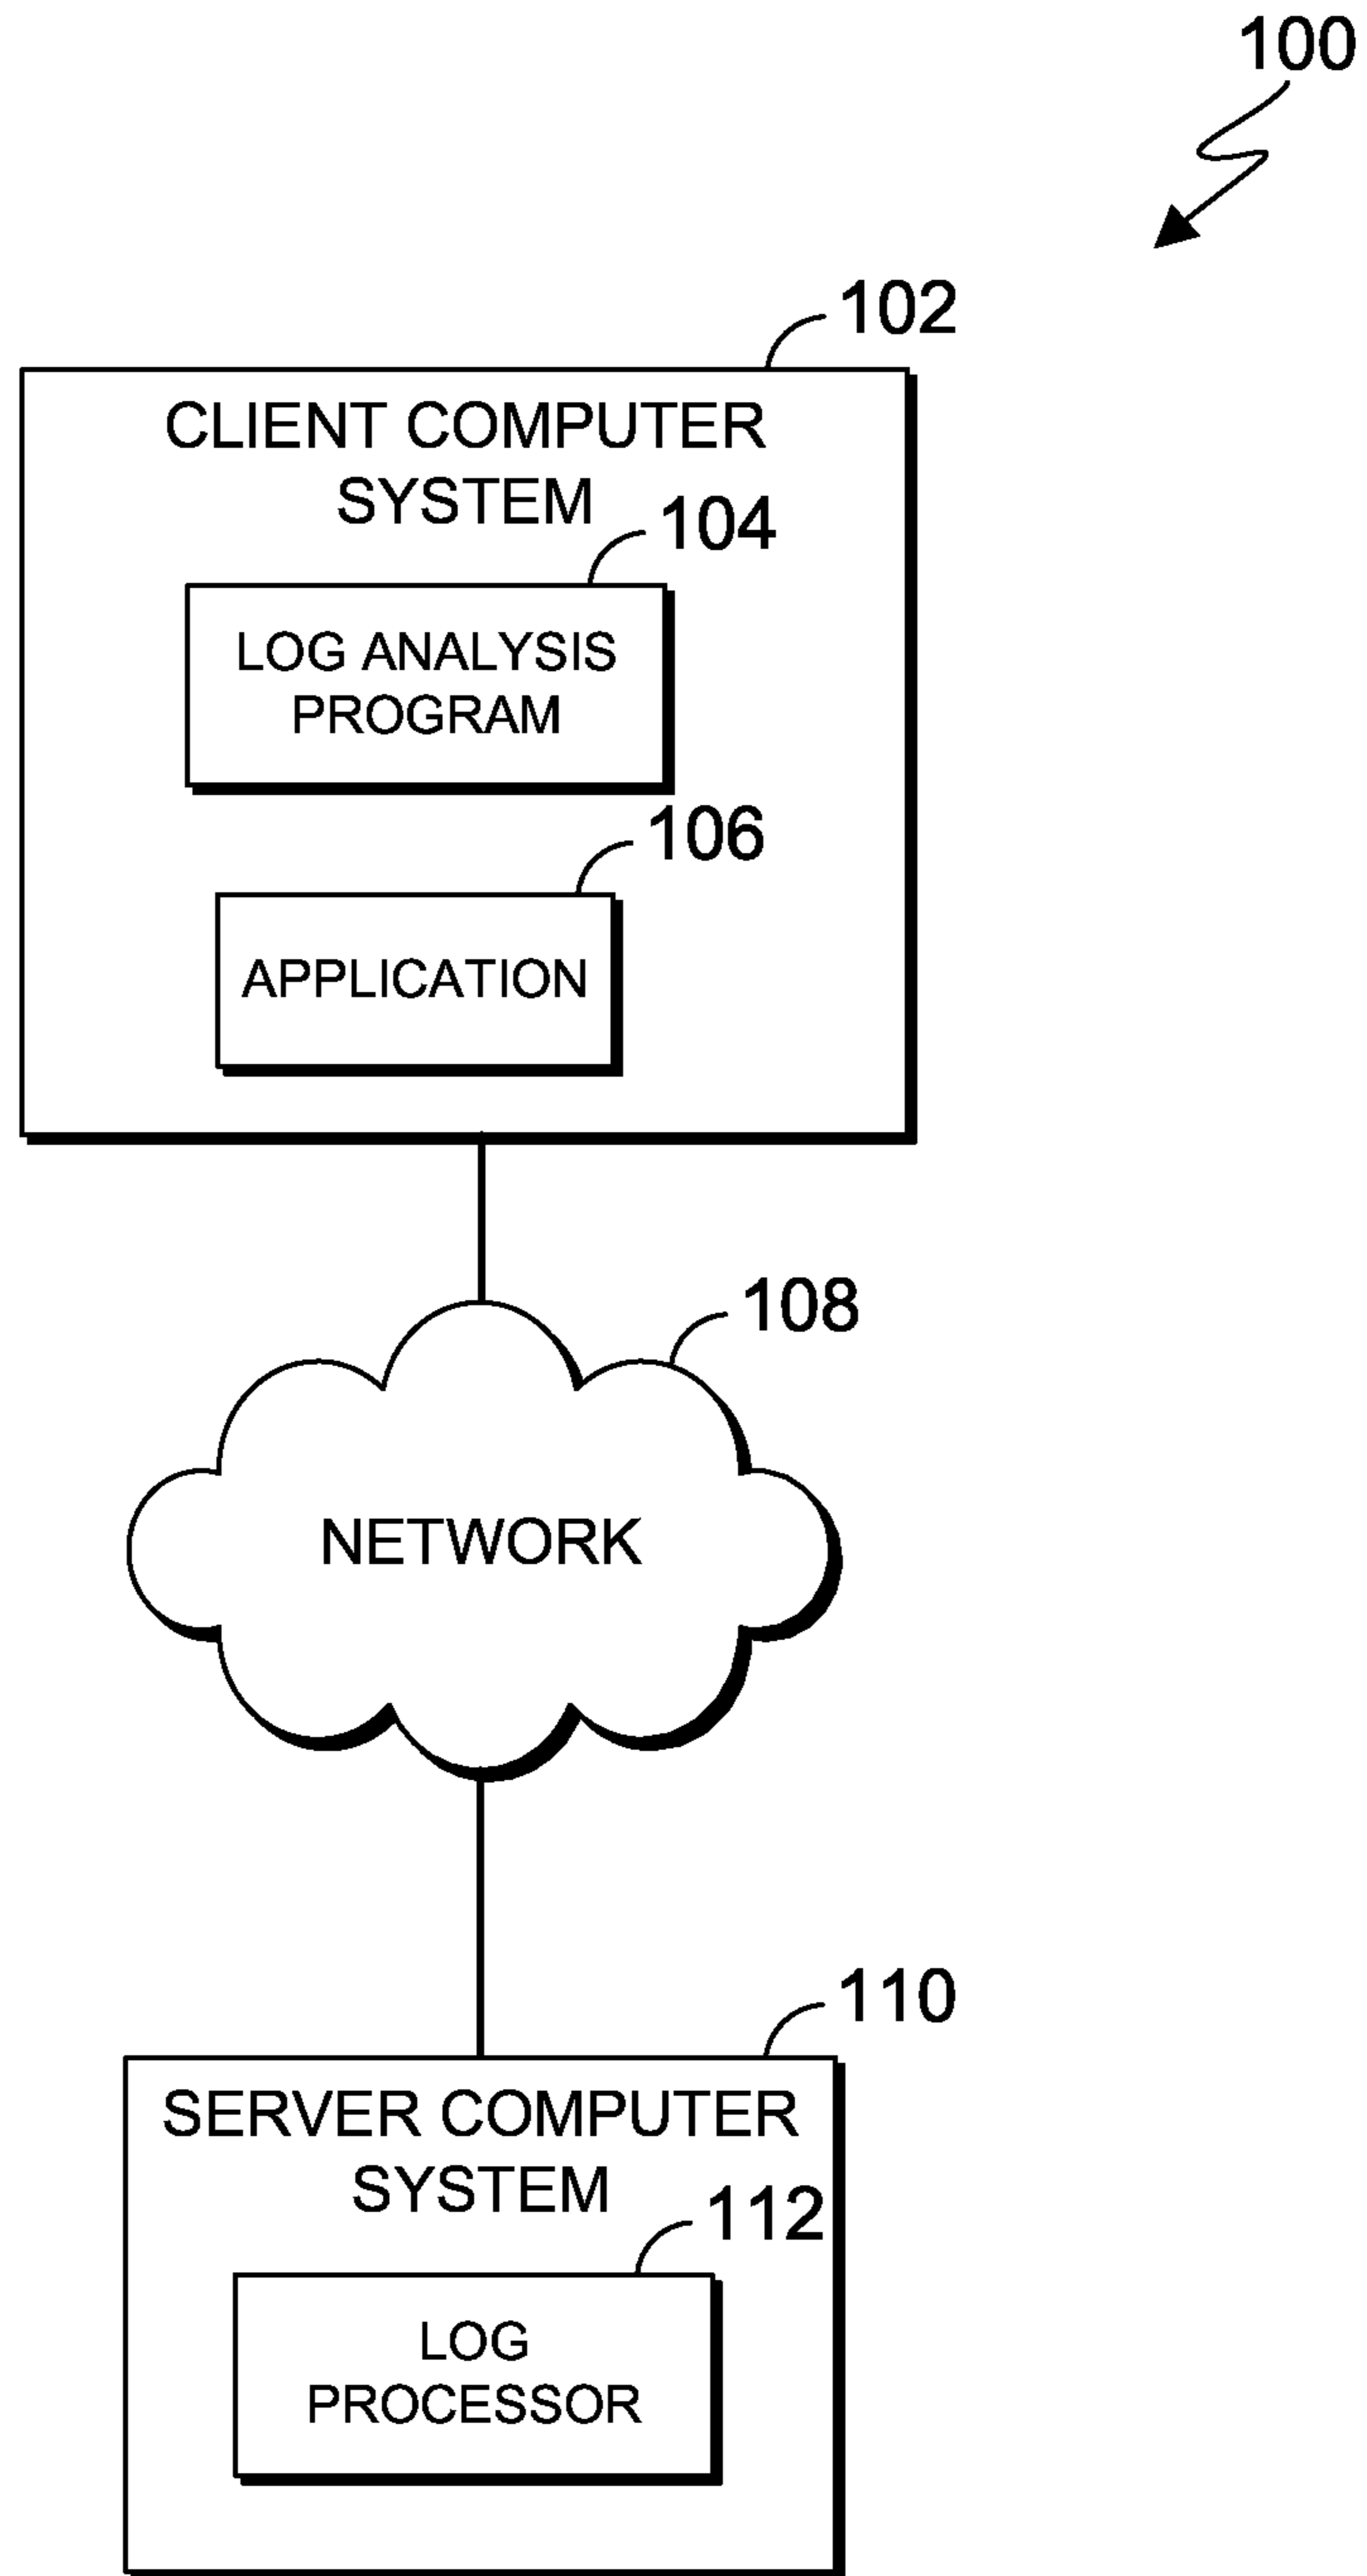 100
102
CLIENT COMPUTER
SYSTEM
104
LOG ANALYSIS
PROGRAM
106
APPLICATION
108
NETWORK
110
SERVER COMPUTER
SYSTEM
112
LOG
PROCESSOR